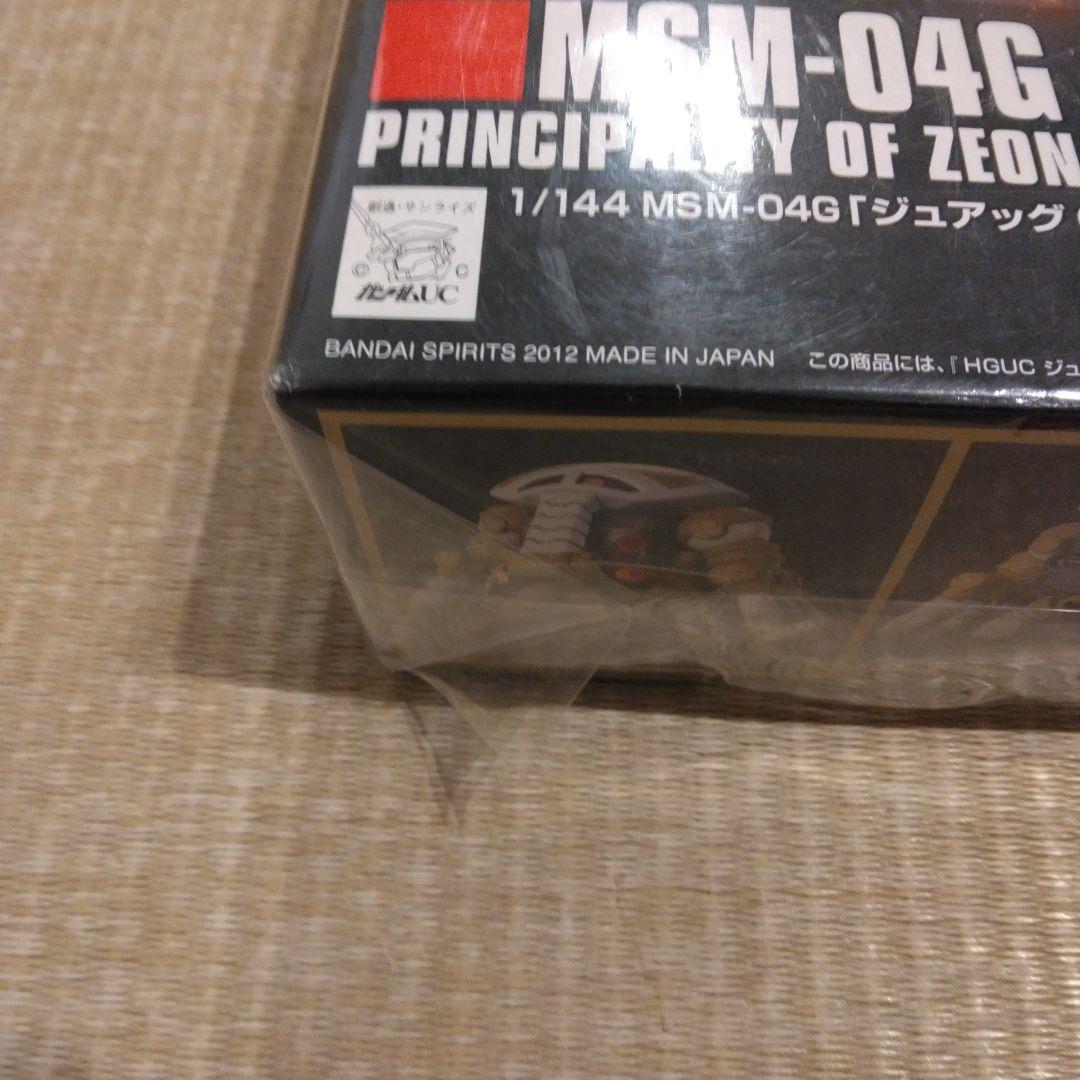 MSM-04G
PRINCIPALITY OF ZEON
1/144 MSM-04G「ジュアッグ
創通・サンライズ
© C
ガンダムUC
BANDAI SPIRITS 2012 MADE IN JAPAN この商品には、『HGUC ジュ